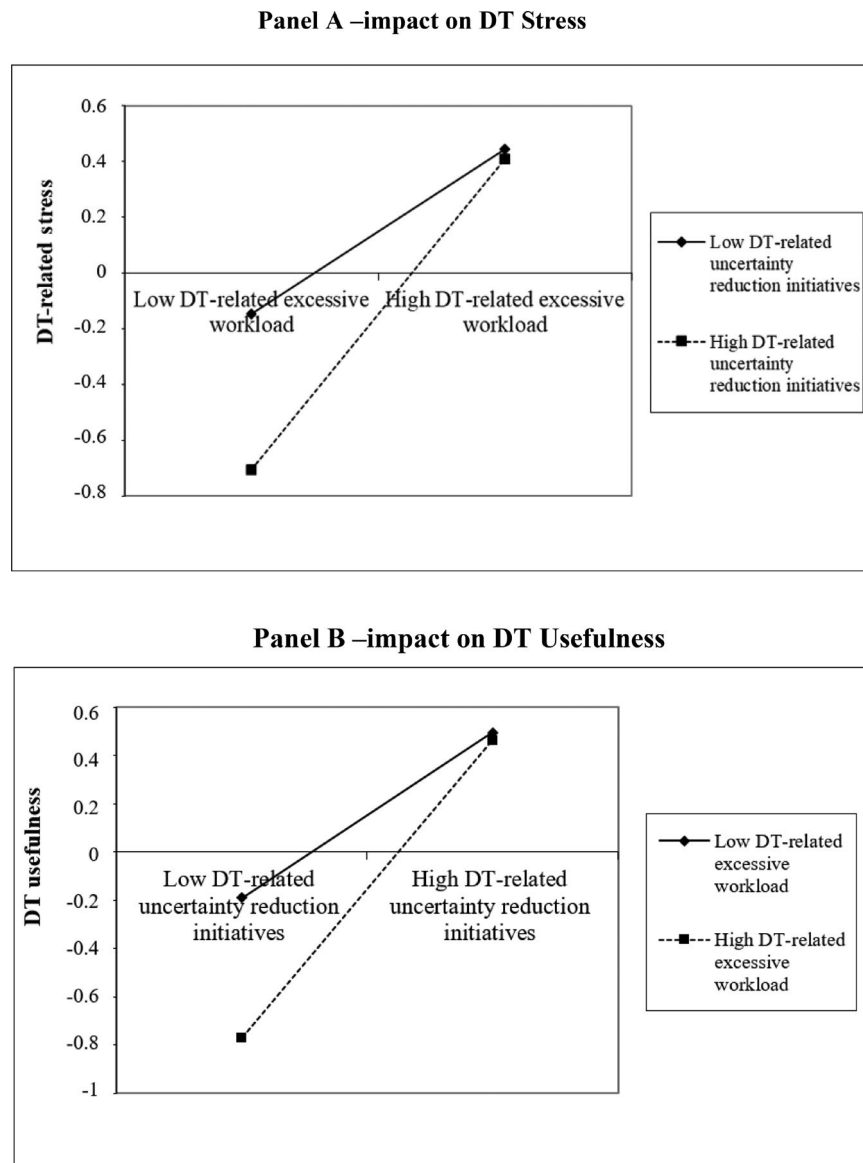 Panel A –impact on DT Stress
0.6
0.4
0.2
0
-0.2
-0.4
-0.6
-0.8
DT-related stress
Low DT-related excessive
workload
High DT-related excessive
workload
Low DT-related
uncertainty
reduction initiatives
High DT-related
uncertainty
reduction initiatives
Panel B –impact on DT Usefulness
0.6
0.4
0.2
0
-0.2
-0.4
-0.6
-0.8
-1
DT usefulness
Low DT-related
uncertainty reduction
initiatives
High DT-related
uncertainty reduction
initiatives
Low DT-related
excessive
workload
High DT-related
excessive
workload